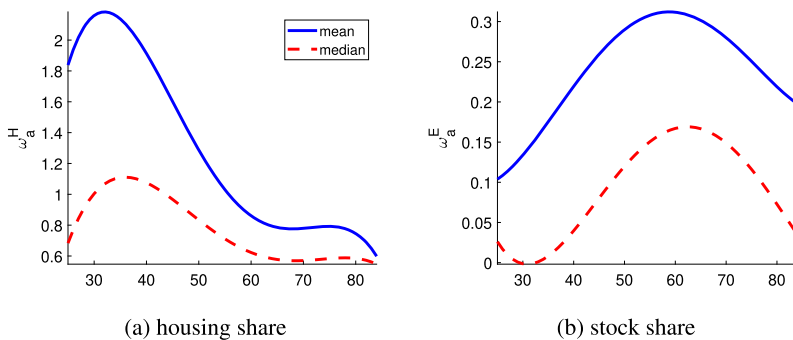 mean
median
2
1.8
1.6
1.4
1.2
1
0.8
0.6
ω_a^H
30 40 50 60 70 80
(a) housing share
0.3
0.25
0.2
0.15
0.1
0.05
0
ω_a^E
30 40 50 60 70 80
(b) stock share